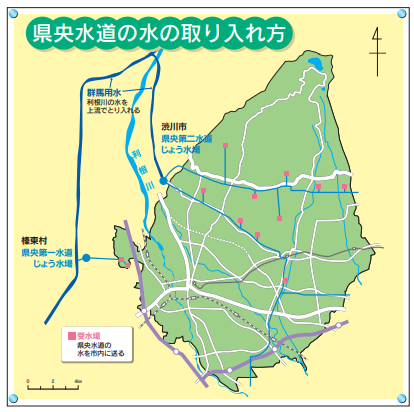 県央水道の水の取り入れ方
群馬用水
利根川の水を
上流でとり入れる
渋川市
県央第二水道
じょう水場
利根川
榛東村
県央第一水道
じょう水場
受水場
県央水道の
水を市内に送る
0 2 4㎞
4